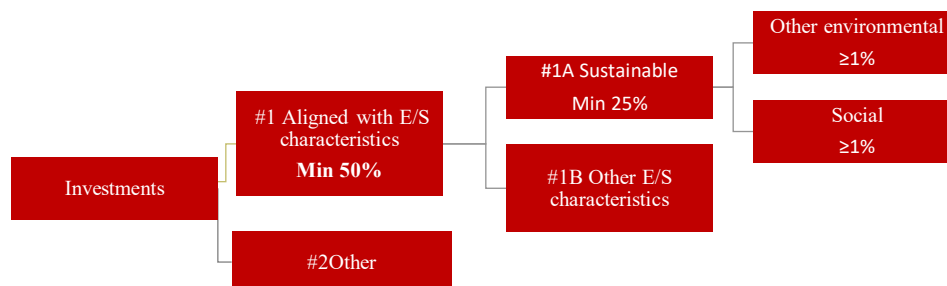 Investments
#1 Aligned with E/S
characteristics
Min 50%
#2Other
#1A Sustainable
Min 25%
#1B Other E/S
characteristics
Other environmental
≥1%
Social
≥1%